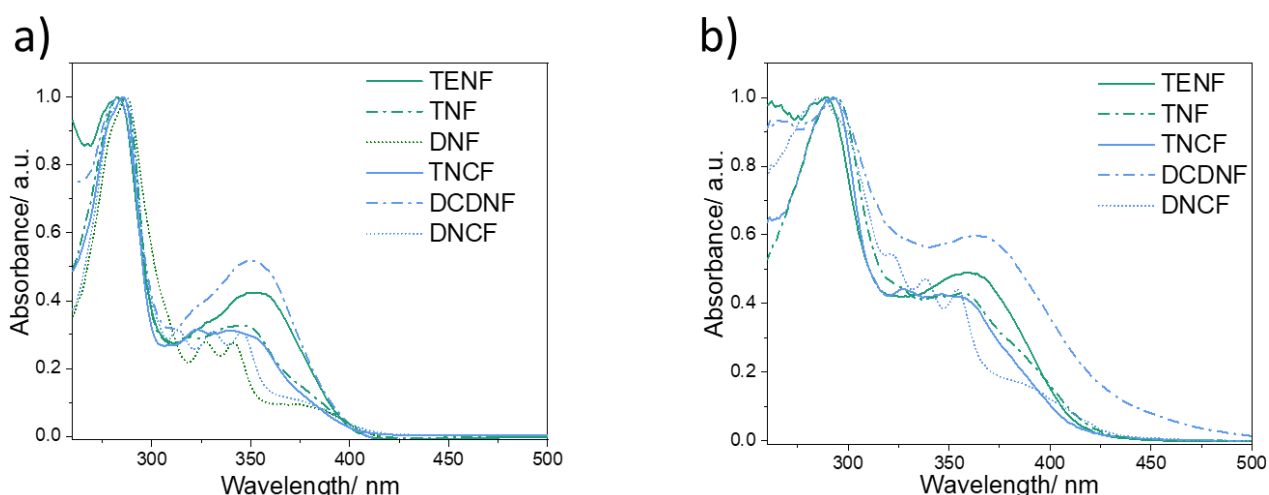 a)
TENF
TNF
DNF
TNCF
DCDNF
DNCF
1.0
0.8
0.6
0.4
0.2
0.0
Absorbance/ a.u.
300
350
400
450
500
Wavelength/ nm
b)
TENF
TNF
TNCF
DCDNF
DNCF
1.0
0.8
0.6
0.4
0.2
0.0
Absorbance/ a.u.
300
350
400
450
500
Wavelength/ nm